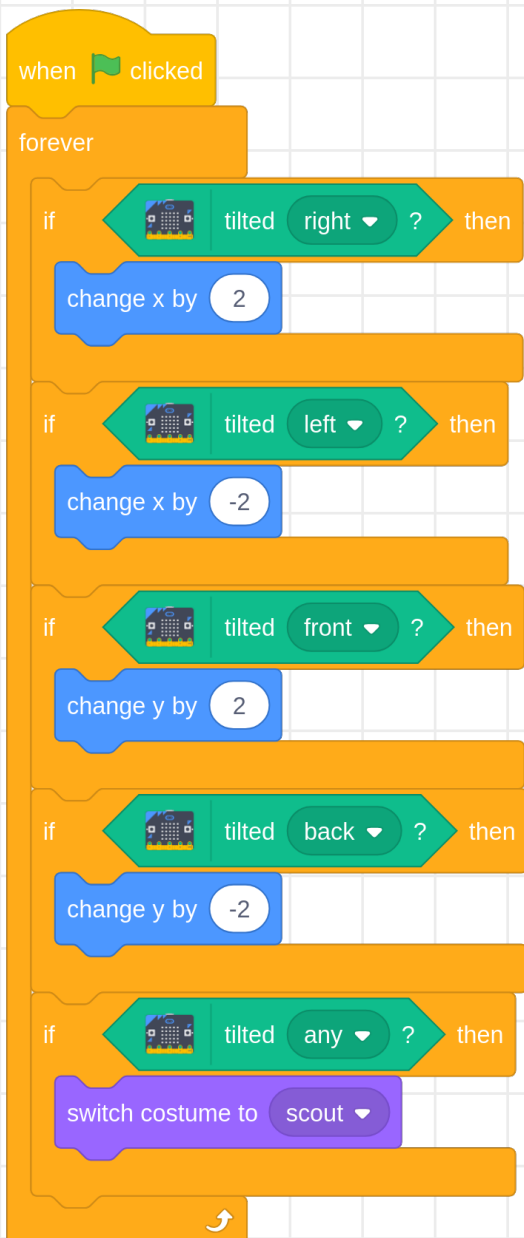 when clicked
forever
if tilted right ? then
change x by 2
if tilted left ? then
change x by -2
if tilted front ? then
change y by 2
if tilted back ? then
change y by -2
if tilted any ? then
switch costume to scout